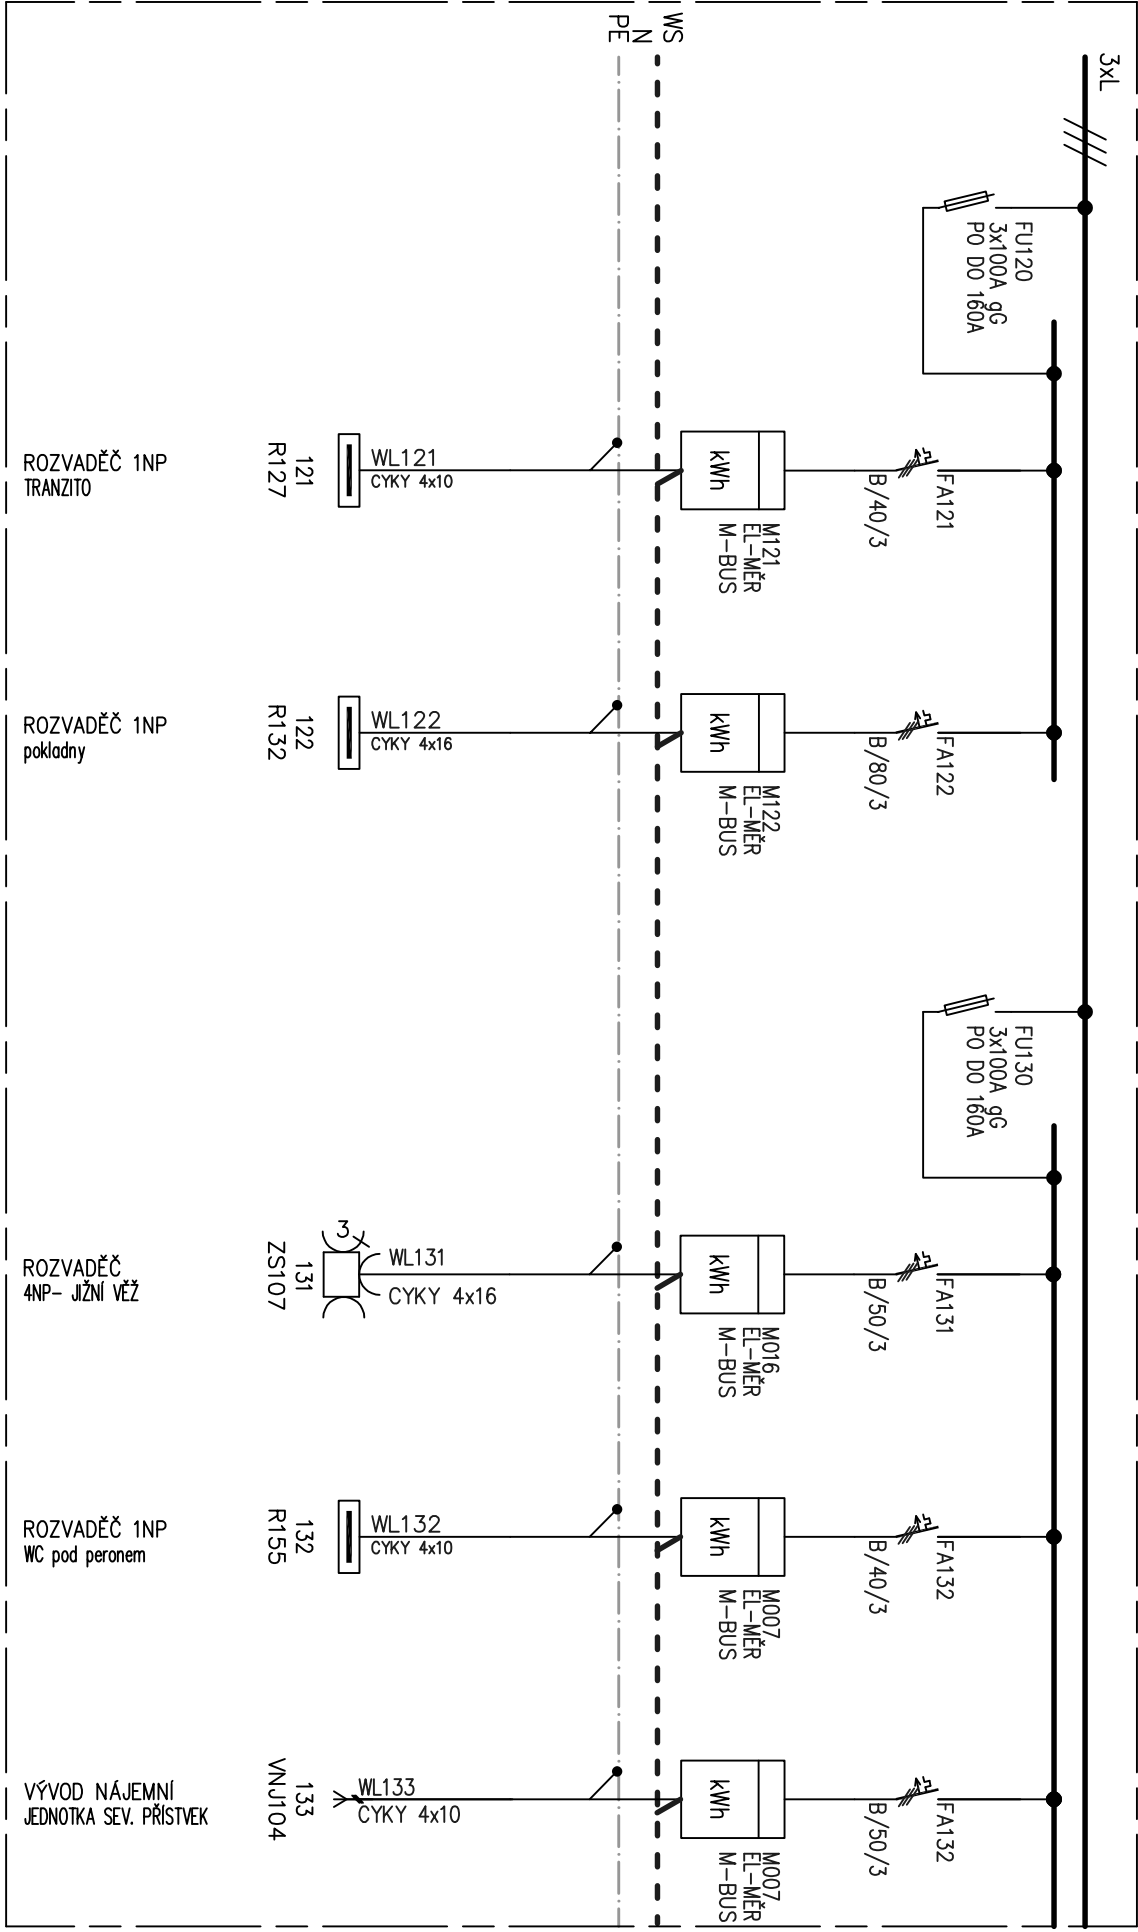 3xL
WS
N
PE
FU120
3x100A gG
PO DO 160A
FA121
B/40/3
M121
EL-MĚR
M-BUS
kWh
WL121
CYKY 4x10
121
R127
ROZVADĚČ 1NP
TRANZITO
FA122
B/80/3
M122
EL-MĚR
M-BUS
kWh
WL122
CYKY 4x16
122
R132
ROZVADĚČ 1NP
pokladny
FU130
3x100A gG
PO DO 160A
FA131
B/50/3
M016
EL-MĚR
M-BUS
kWh
WL131
CYKY 4x16
3
131
ZS107
ROZVADĚČ
4NP- JIŽNÍ VĚŽ
FA132
B/40/3
M007
EL-MĚR
M-BUS
kWh
WL132
CYKY 4x10
132
R155
ROZVADĚČ 1NP
WC pod peronem
FA132
B/50/3
M007
EL-MĚR
M-BUS
kWh
WL133
CYKY 4x10
133
VNJ104
VÝVOD NÁJEMNÍ
JEDNOTKA SEV. PŘÍSTVEK